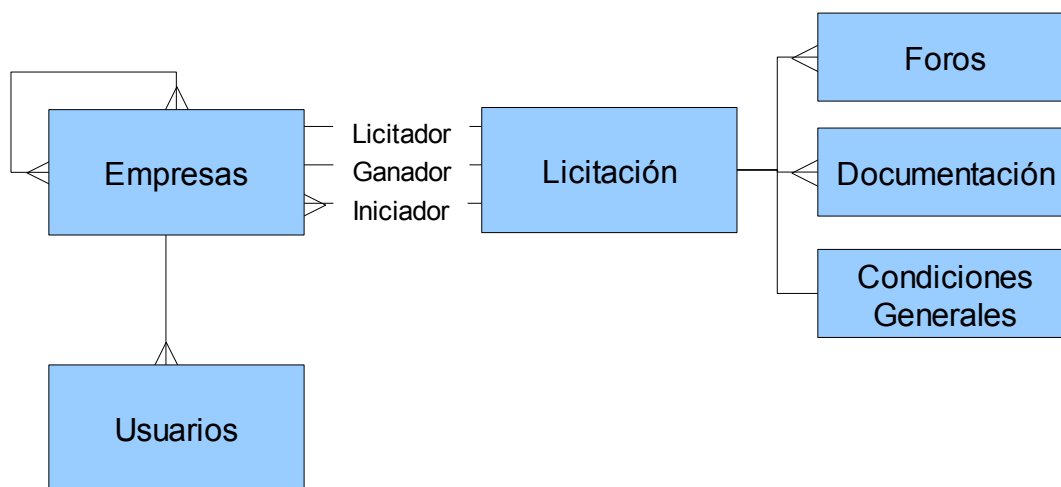 Foros
Licitador
Empresas
Ganador
Licitación
Documentación
Iniciador
Condiciones
Generales
Usuarios